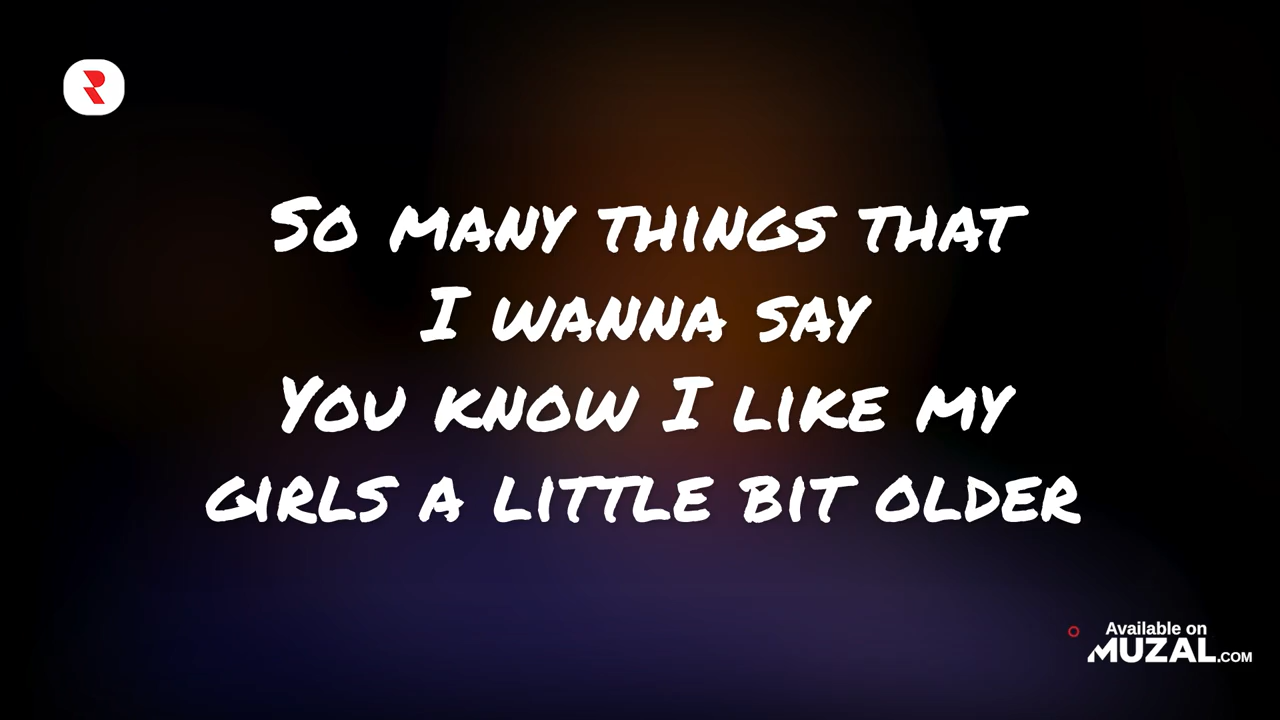 So many things that
I wanna say
You know I like my
girls a little bit older
Available on
MUZAL.COM